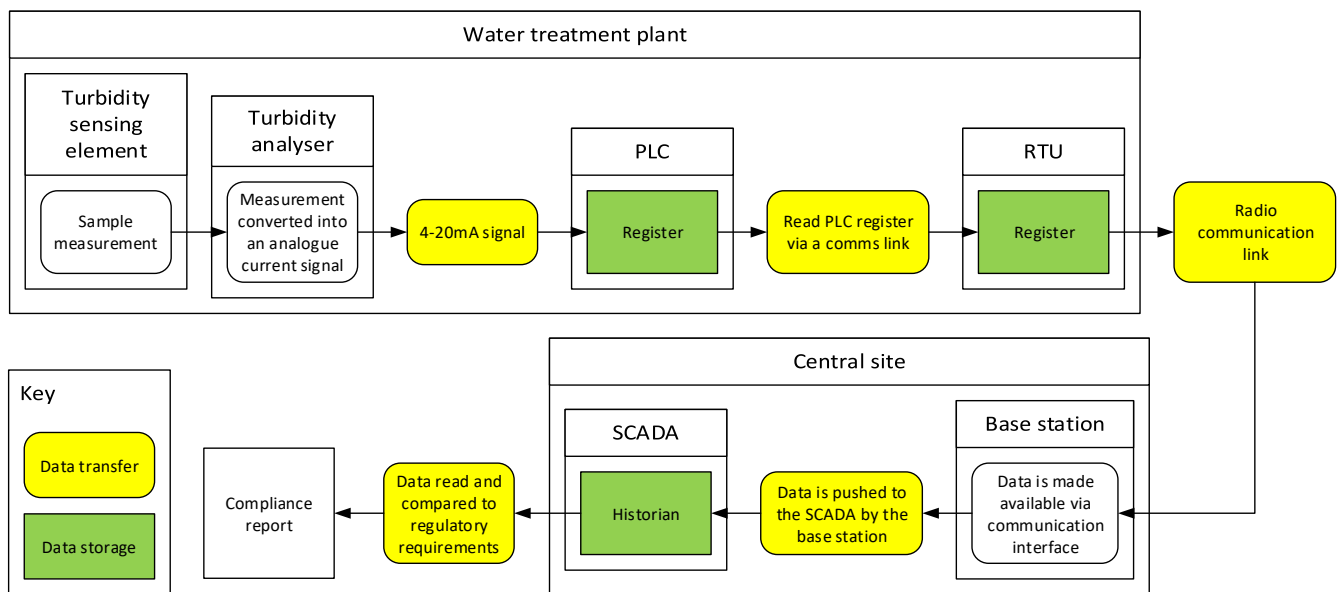 Water treatment plant
Turbidity
sensing
element
Sample
measurement
Turbidity
analyser
Measurement
converted into
an analogue
current signal
4-20mA signal
PLC
Register
Read PLC register
via a comms link
RTU
Register
Radio
communication
link
Central site
Base station
Data is made
available via
communication
interface
Data is pushed to
the SCADA by the
base station
SCADA
Historian
Data read and
compared to
regulatory
requirements
Compliance
report
Key
Data transfer
Data storage